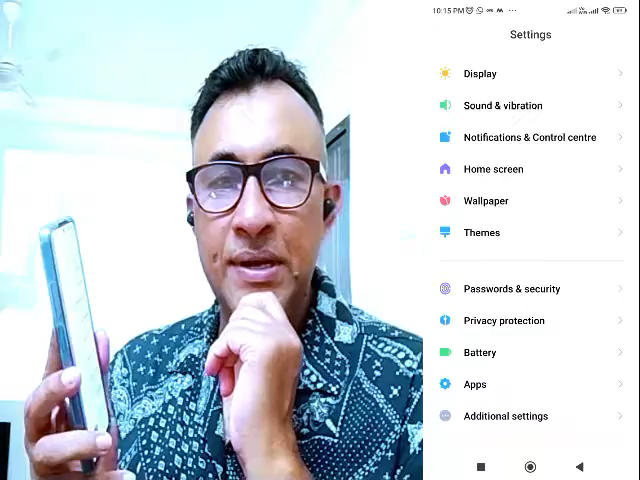 10:15 PM
Settings
Display
Sound & vibration
Notifications & Control centre
Home screen
Wallpaper
Themes
Passwords & security
Privacy protection
Battery
Apps
Additional settings